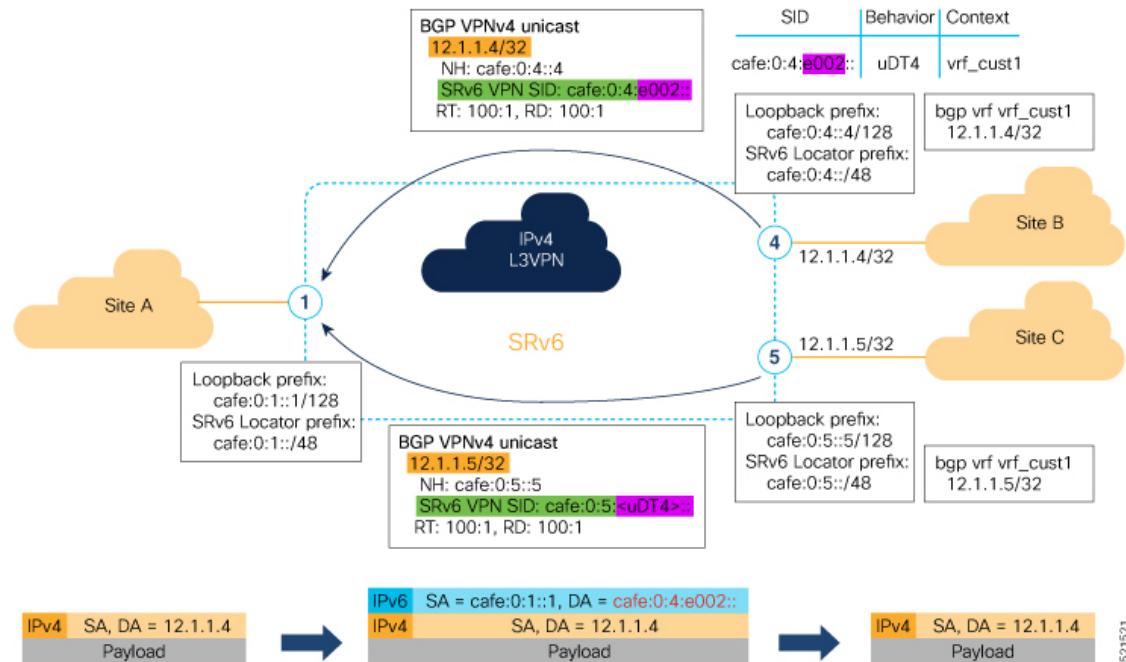 BGP VPNv4 unicast
12.1.1.4/32
NH: cafe:0:4::4
SRv6 VPN SID: cafe:0:4:e002::
RT: 100:1, RD: 100:1
SID Behavior Context
cafe:0:4:e002:: uDT4 vrf_cust1
Loopback prefix:
cafe:0:4::4/128
SRv6 Locator prefix:
cafe:0:4::/48
bgp vrf vrf_cust1
12.1.1.4/32
IPv4
L3VPN
Site A
1
4
12.1.1.4/32
Site B
SRv6
5
12.1.1.5/32
Site C
Loopback prefix:
cafe:0:1::1/128
SRv6 Locator prefix:
cafe:0:1::/48
BGP VPNv4 unicast
12.1.1.5/32
NH: cafe:0:5::5
SRv6 VPN SID: cafe:0:5:<uDT4>::
RT: 100:1, RD: 100:1
Loopback prefix:
cafe:0:5::5/128
SRv6 Locator prefix:
cafe:0:5::/48
bgp vrf vrf_cust1
12.1.1.5/32
IPv4 SA, DA = 12.1.1.4
Payload
IPv6 SA = cafe:0:1::1, DA = cafe:0:4:e002::
IPv4 SA, DA = 12.1.1.4
Payload
IPv4 SA, DA = 12.1.1.4
Payload
521521